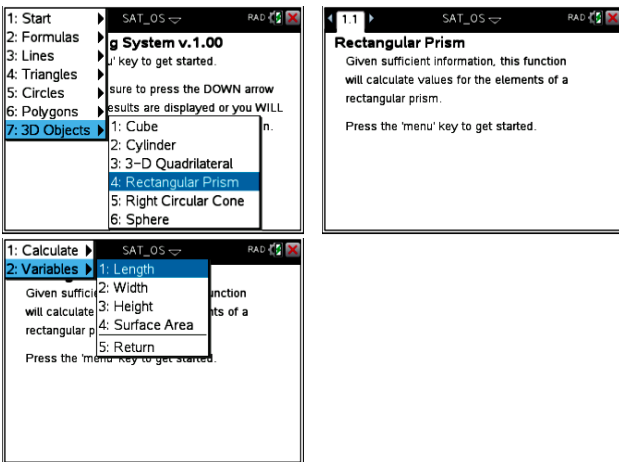 1: Start
2: Formulas
3: Lines
4: Triangles
5: Circles
6: Polygons
7: 3D Objects
SAT_OS
RAD
g System v.1.00
' key to get started.
sure to press the DOWN arrow
esults are displayed or you WILL
n.
1: Cube
2: Cylinder
3: 3-D Quadrilateral
4: Rectangular Prism
5: Right Circular Cone
6: Sphere
1.1
SAT_OS
RAD
Rectangular Prism
Given sufficient information, this function
will calculate values for the elements of a
rectangular prism.
Press the 'menu' key to get started.
1: Calculate
2: Variables
SAT_OS
RAD
1: Length
2: Width
3: Height
4: Surface Area
5: Return
Given sufficie
unction
will calculate
nts of a
rectangular p
Press the 'menu' key to get started.